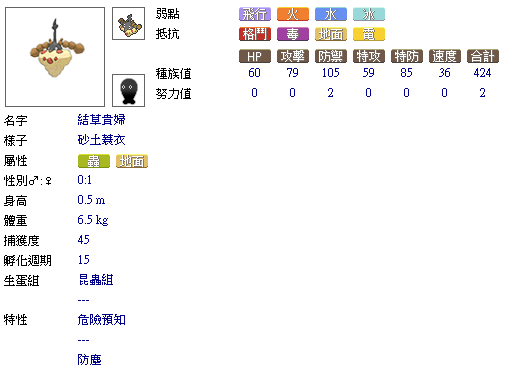 弱點 飛行 火 水 冰
抵抗 格鬥 毒 地面 電
HP 攻擊 防禦 特攻 特防 速度 合計
種族值 60 79 105 59 85 36 424
努力值 0 0 2 0 0 0 2
名字 結草貴婦
樣子 砂土蓑衣
屬性 蟲 地面
性別♂:♀ 0:1
身高 0.5 m
體重 6.5 kg
捕獲度 45
孵化週期 15
生蛋組 昆蟲組
---
特性 危險預知
---
防塵